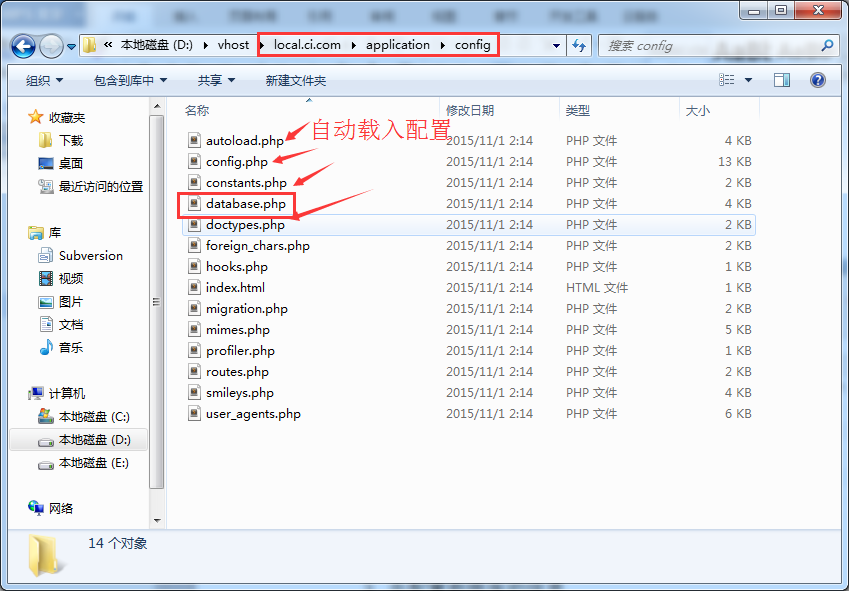 « 本地磁盘 (D:) ▸ vhost ▸ local.ci.com ▸ application ▸ config
搜索 config
组织 包含到库中 共享 新建文件夹
收藏夹
下载
桌面
最近访问的位置
库
Subversion
视频
图片
文档
音乐
计算机
本地磁盘 (C:)
本地磁盘 (D:)
本地磁盘 (E:)
网络
名称 修改日期 类型 大小
自动载入配置
autoload.php 2015/11/1 2:14 PHP 文件 4 KB
config.php 2015/11/1 2:14 PHP 文件 13 KB
constants.php 2015/11/1 2:14 PHP 文件 2 KB
database.php 2015/11/1 2:14 PHP 文件 4 KB
doctypes.php 2015/11/1 2:14 PHP 文件 2 KB
foreign_chars.php 2015/11/1 2:14 PHP 文件 2 KB
hooks.php 2015/11/1 2:14 PHP 文件 1 KB
index.html 2015/11/1 2:14 HTML 文件 1 KB
migration.php 2015/11/1 2:14 PHP 文件 2 KB
mimes.php 2015/11/1 2:14 PHP 文件 5 KB
profiler.php 2015/11/1 2:14 PHP 文件 1 KB
routes.php 2015/11/1 2:14 PHP 文件 2 KB
smileys.php 2015/11/1 2:14 PHP 文件 4 KB
user_agents.php 2015/11/1 2:14 PHP 文件 6 KB
14 个对象